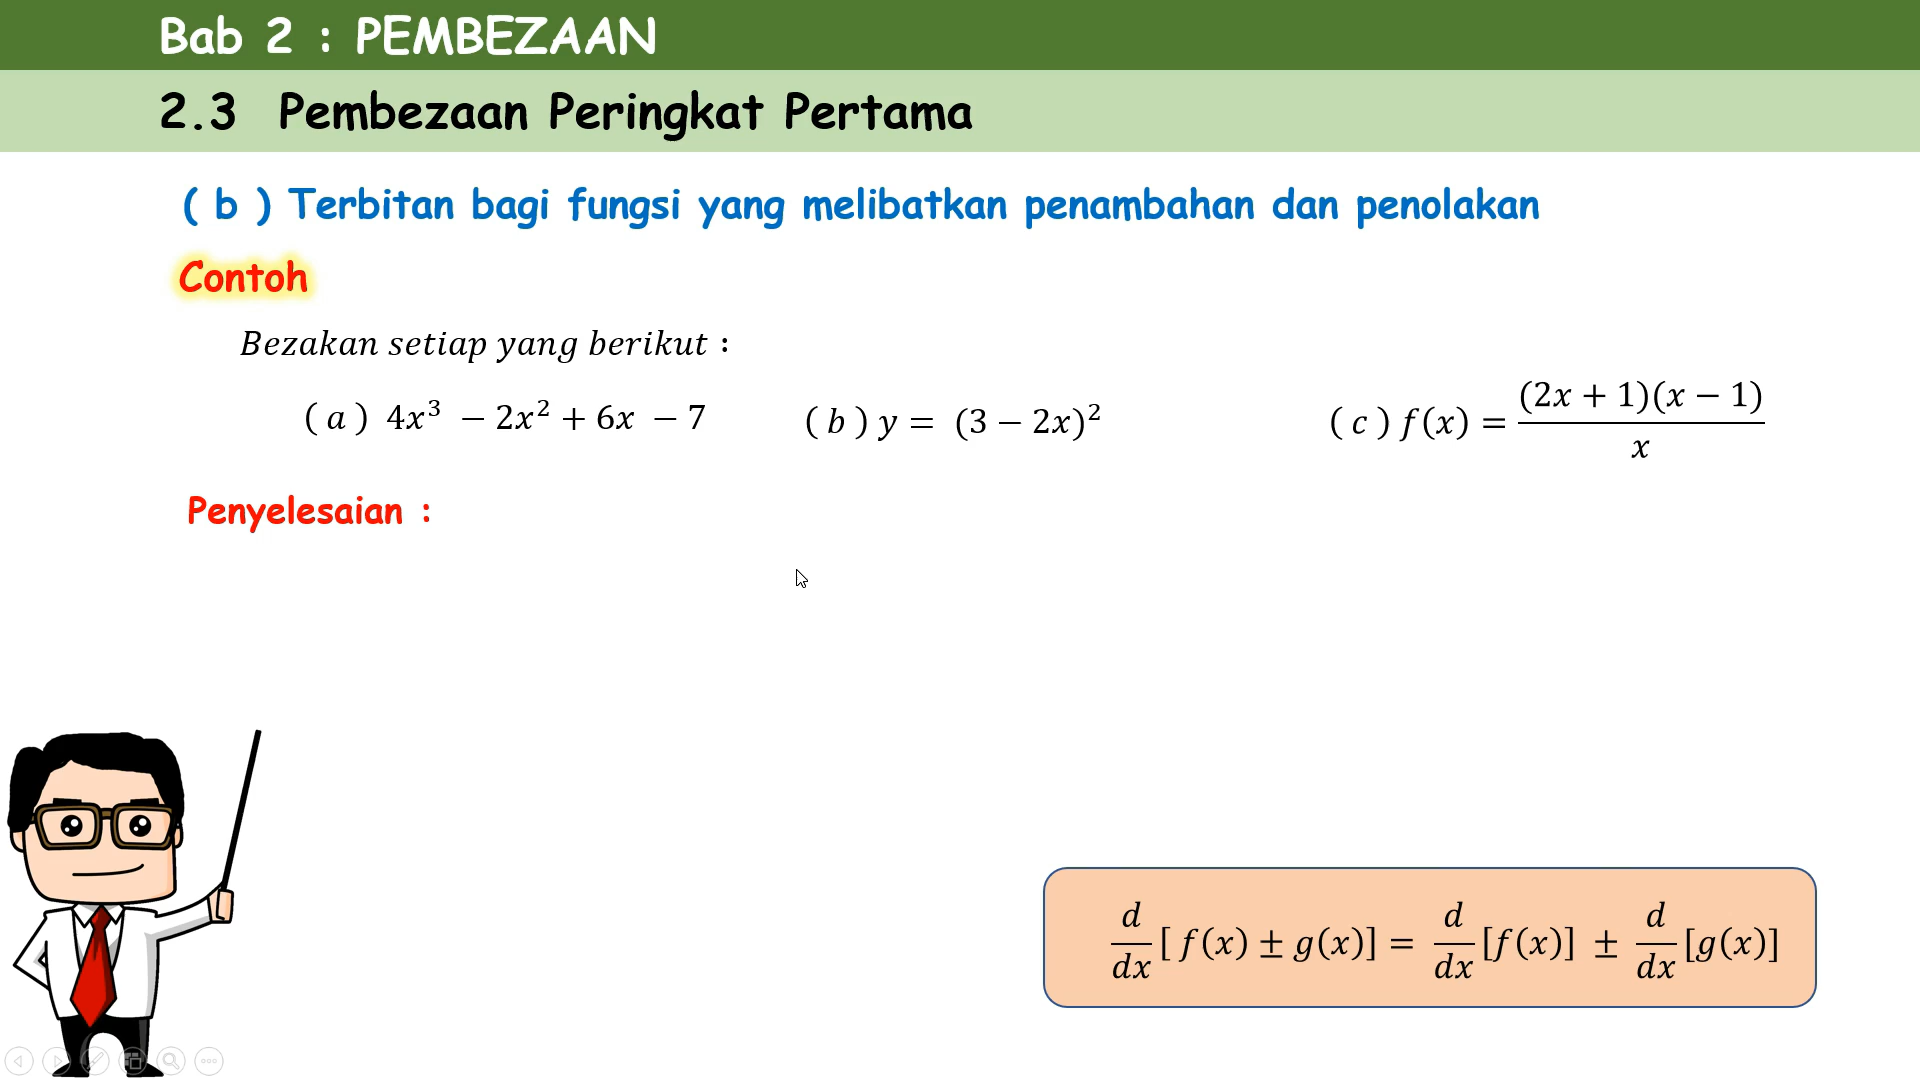 Bab 2 : PEMBEZAAN
2.3 Pembezaan Peringkat Pertama
( b ) Terbitan bagi fungsi yang melibatkan penambahan dan penolakan
Contoh
Bezakan setiap yang berikut :
( a ) 4x³ − 2x² + 6x − 7
( b ) y = (3 − 2x)²
( c ) f(x) = (2x + 1)(x − 1) / x
Penyelesaian :
d/dx [ f(x) ± g(x)] = d/dx [f(x)] ± d/dx [g(x)]